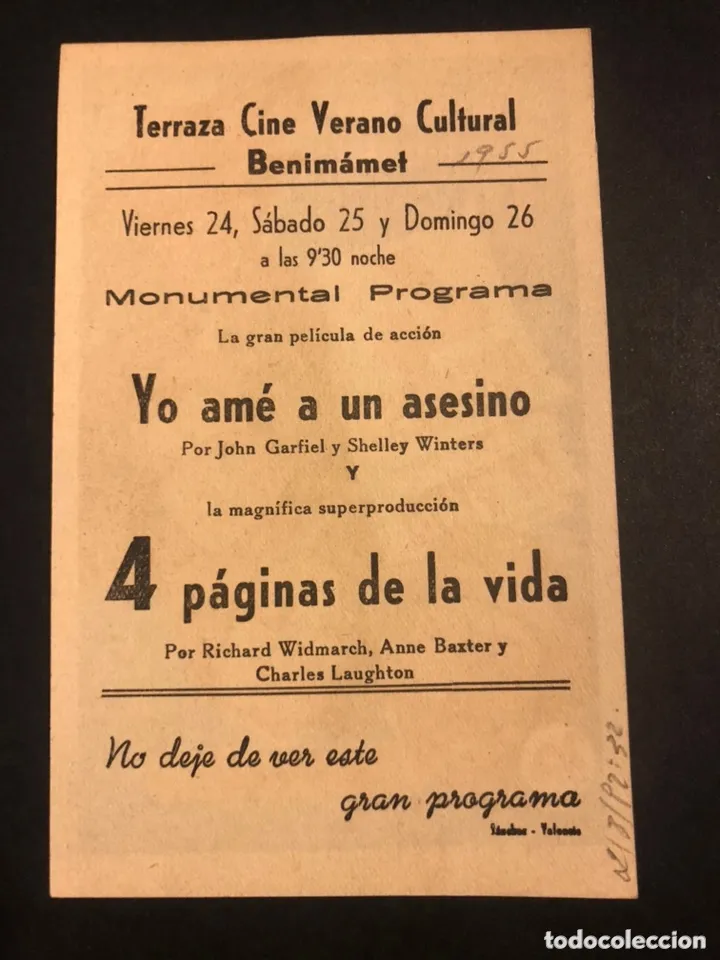 Terraza Cine Verano Cultural
Benimámet 1955
Viernes 24, Sábado 25 y Domingo 26
a las 9'30 noche
Monumental Programa
La gran película de acción
Yo amé a un asesino
Por John Garfiel y Shelley Winters
Y
la magnífica superproducción
4 páginas de la vida
Por Richard Widmarch, Anne Baxter y
Charles Laughton
No deje de ver este
gran programa
Sánchez - Valencia
todocoleccion